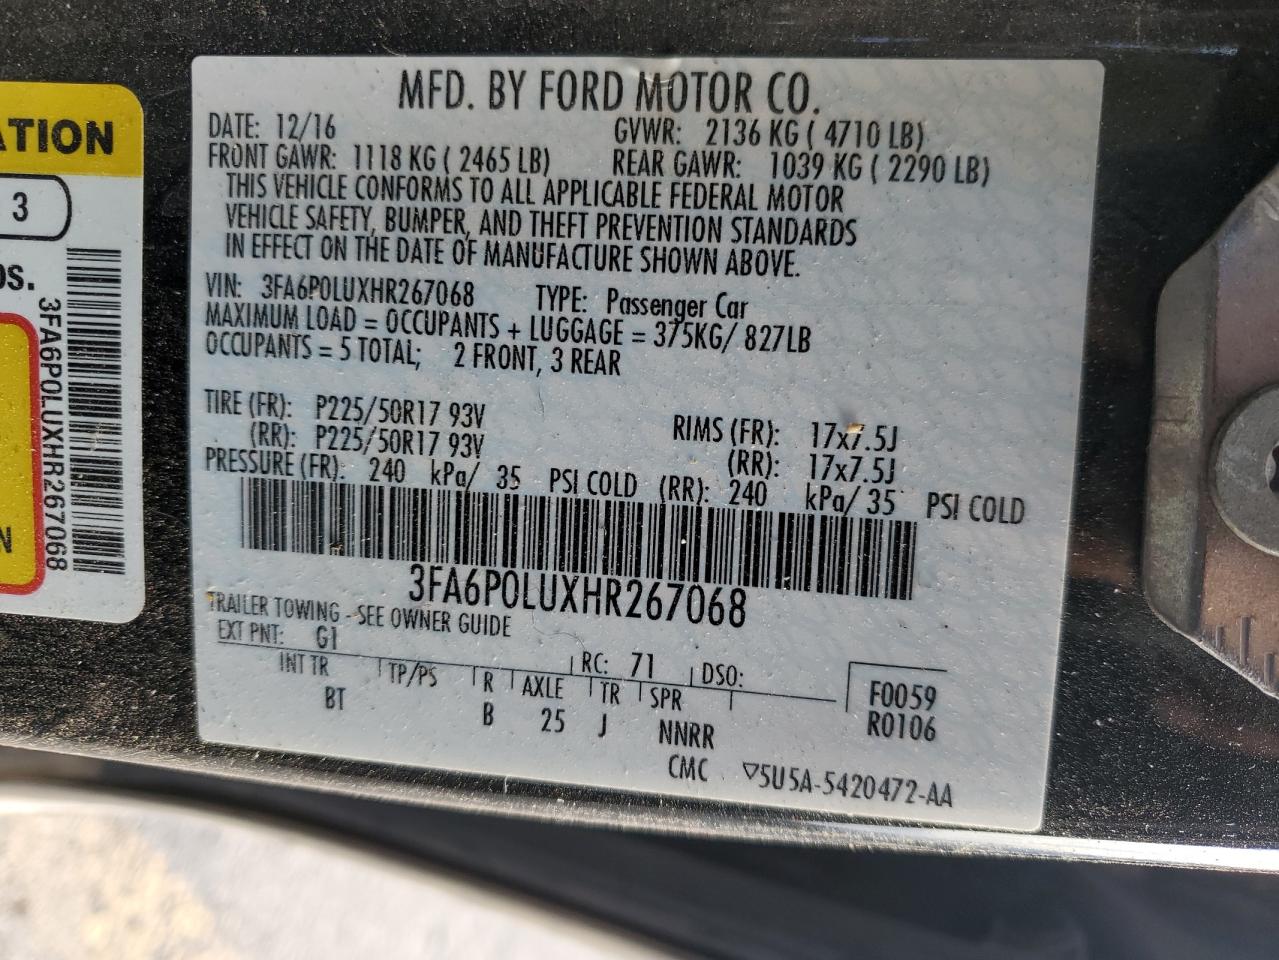 MFD. BY FORD MOTOR CO.
DATE: 12/16 GVWR: 2136 KG ( 4710 LB)
FRONT GAWR: 1118 KG ( 2465 LB) REAR GAWR: 1039 KG ( 2290 LB)
THIS VEHICLE CONFORMS TO ALL APPLICABLE FEDERAL MOTOR
VEHICLE SAFETY, BUMPER, AND THEFT PREVENTION STANDARDS
IN EFFECT ON THE DATE OF MANUFACTURE SHOWN ABOVE.
VIN: 3FA6P0LUXHR267068 TYPE: Passenger Car
MAXIMUM LOAD = OCCUPANTS + LUGGAGE = 375KG/ 827LB
OCCUPANTS = 5 TOTAL; 2 FRONT, 3 REAR
TIRE (FR): P225/50R17 93V RIMS (FR): 17x7.5J
(RR): P225/50R17 93V (RR): 17x7.5J
PRESSURE (FR): 240 kPa/ 35 PSI COLD (RR): 240 kPa/ 35 PSI COLD
3FA6P0LUXHR267068
TRAILER TOWING - SEE OWNER GUIDE
EXT PNT: G1 RC: 71 DSO:
INT TR TP/PS R AXLE TR SPR F0059
BT B 25 J NNRR R0106
CMC ▽5U5A-5420472-AA
ATION
3
3FA6P0LUXHR267068